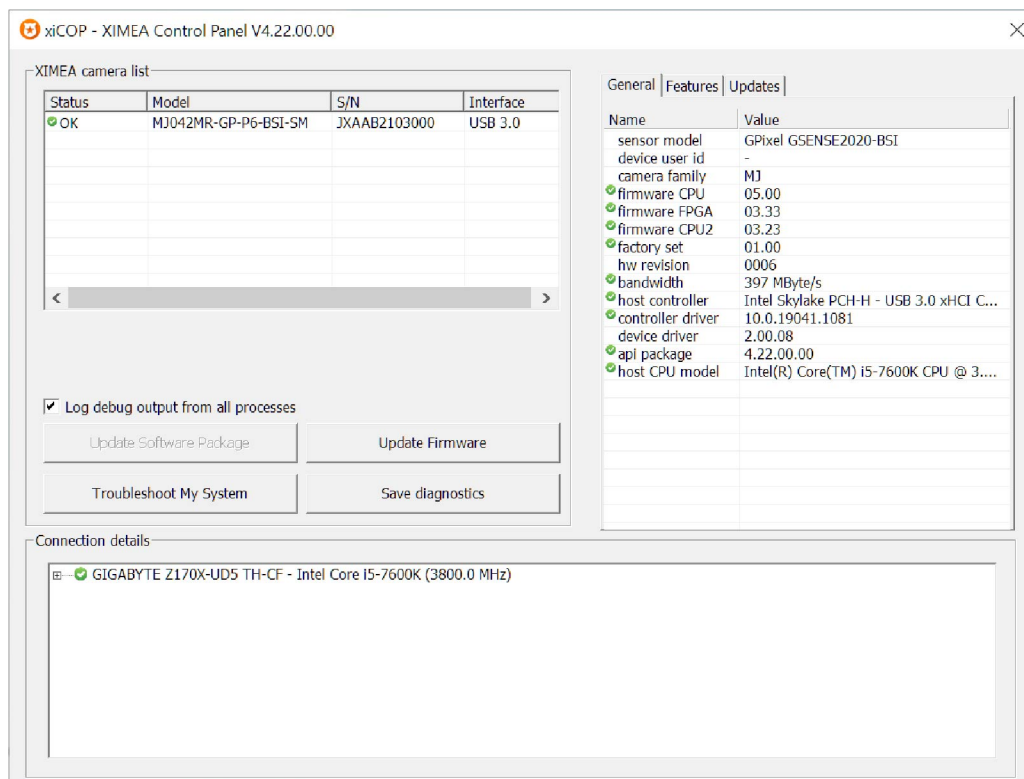 xiCOP - XIMEA Control Panel V4.22.00.00
XIMEA camera list
Status Model S/N Interface
OK MJ042MR-GP-P6-BSI-SM JXAAB2103000 USB 3.0
Log debug output from all processes
Update Software Package Update Firmware
Troubleshoot My System Save diagnostics
General Features Updates
Name Value
sensor model GPixel GSENSE2020-BSI
device user id -
camera family MJ
firmware CPU 05.00
firmware FPGA 03.33
firmware CPU2 03.23
factory set 01.00
hw revision 0006
bandwidth 397 MByte/s
host controller Intel Skylake PCH-H - USB 3.0 xHCI C...
controller driver 10.0.19041.1081
device driver 2.00.08
api package 4.22.00.00
host CPU model Intel(R) Core(TM) i5-7600K CPU @ 3....
Connection details
GIGABYTE Z170X-UD5 TH-CF - Intel Core i5-7600K (3800.0 MHz)